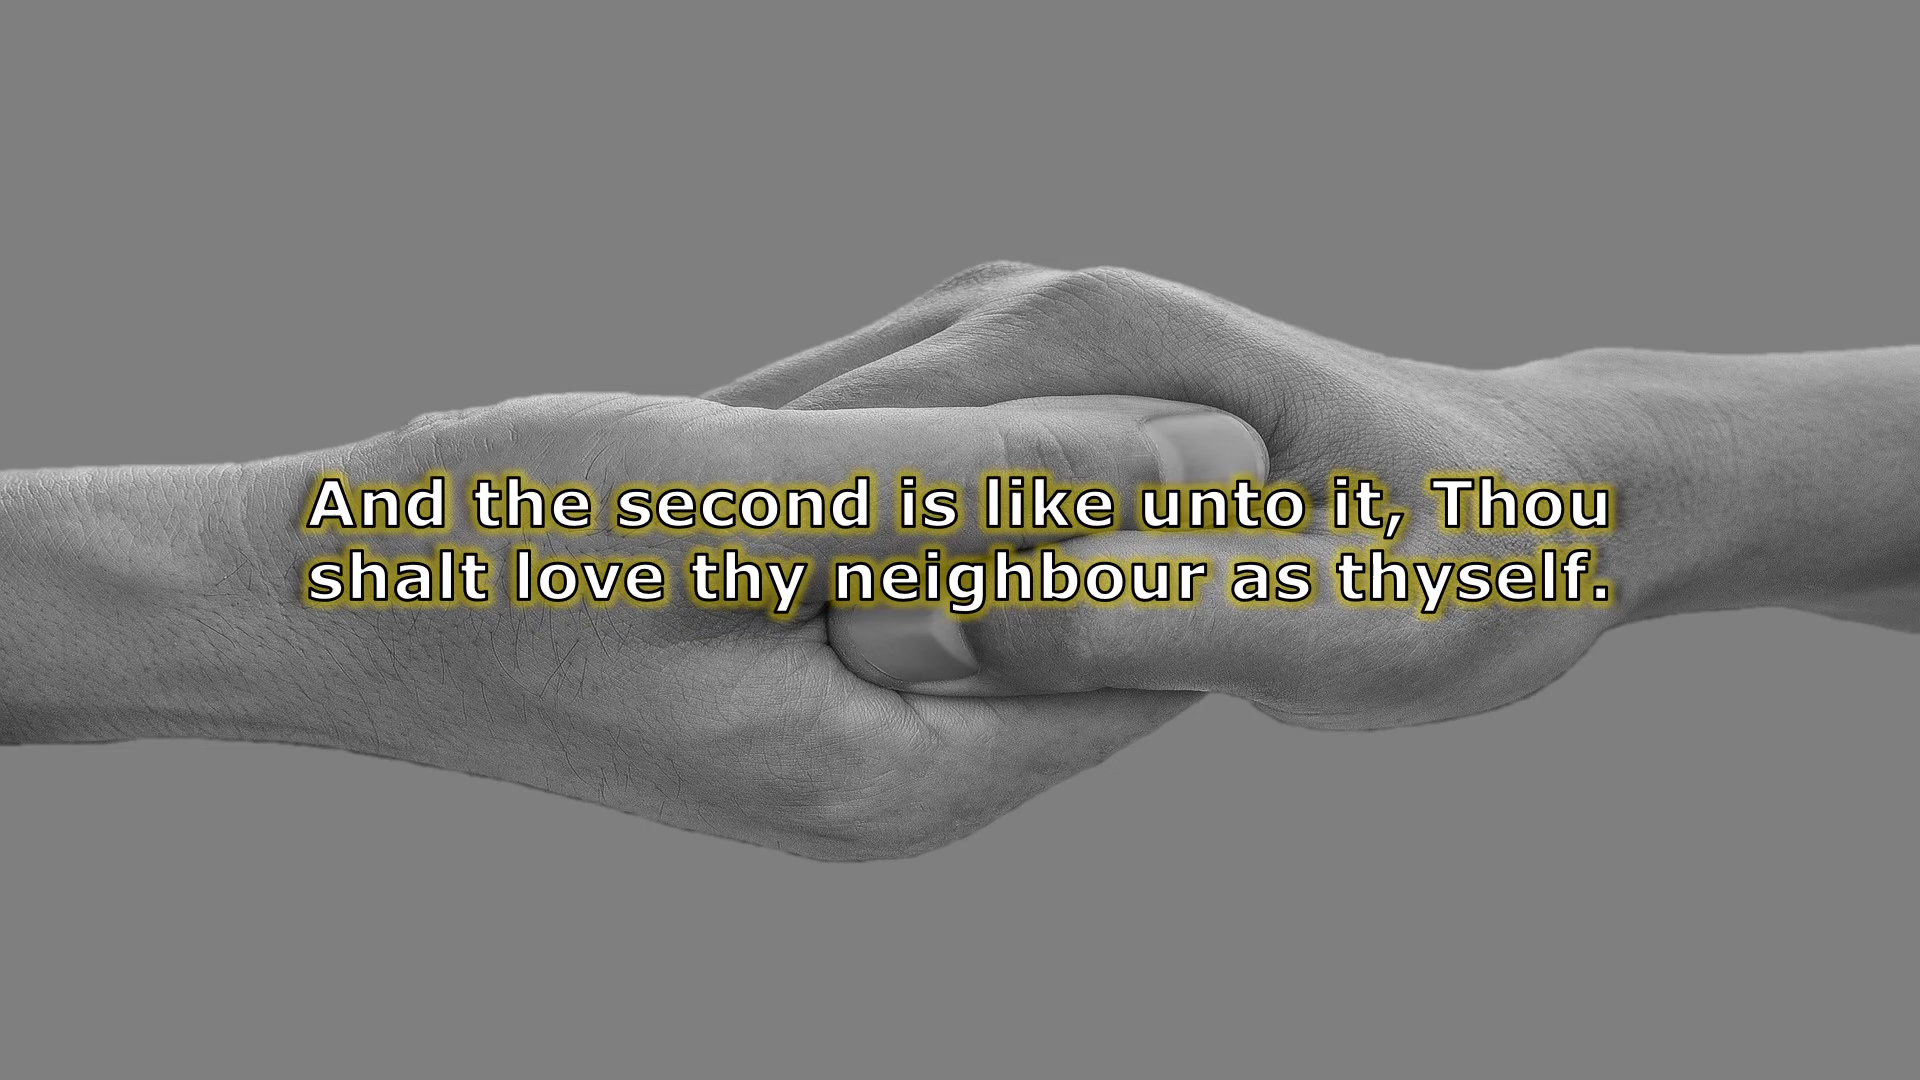 And the second is like unto it, Thou
shalt love thy neighbour as thyself.